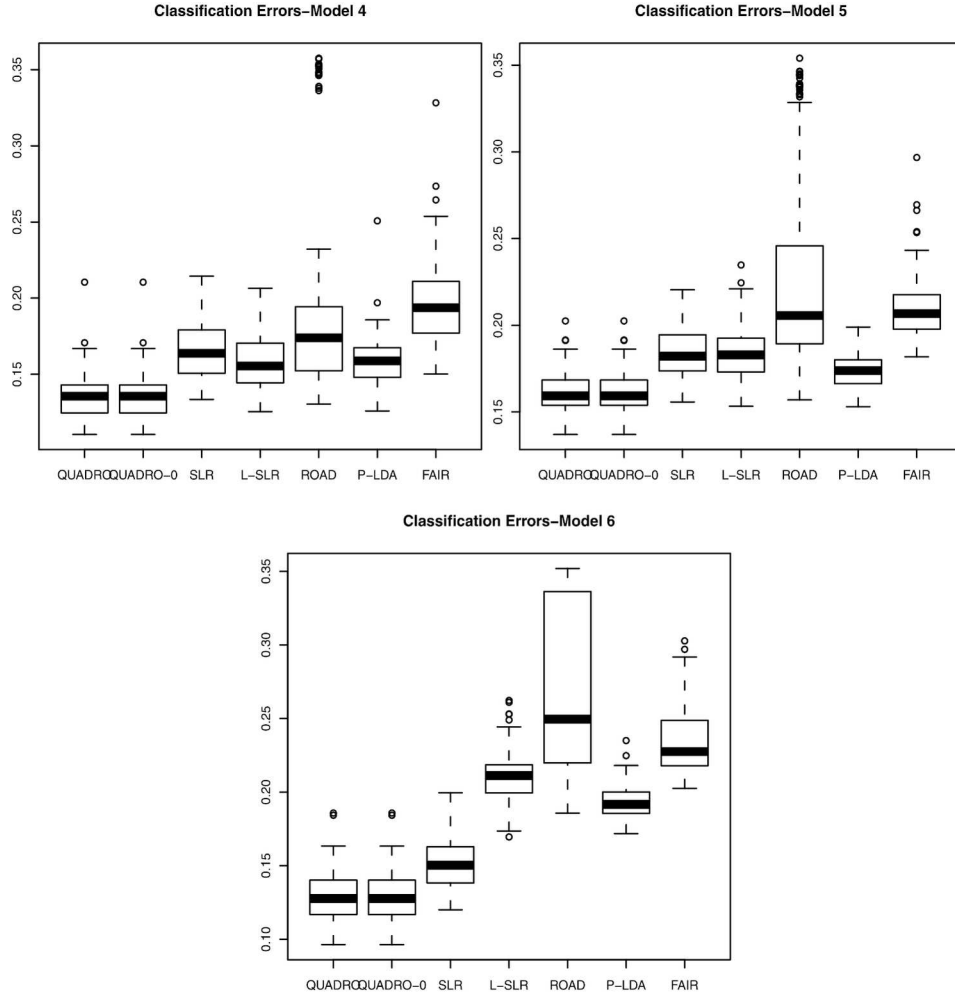 Classification Errors–Model 4
0.35
0.30
0.25
0.20
0.15
QUADRO QUADRO-0 SLR L-SLR ROAD P-LDA FAIR
Classification Errors–Model 5
0.35
0.30
0.25
0.20
0.15
QUADRO QUADRO-0 SLR L-SLR ROAD P-LDA FAIR
Classification Errors–Model 6
0.35
0.30
0.25
0.20
0.15
0.10
QUADRO QUADRO-0 SLR L-SLR ROAD P-LDA FAIR